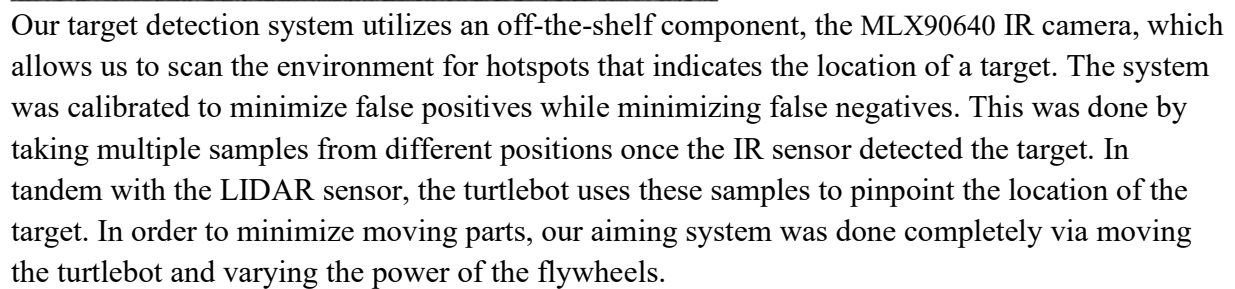 Our target detection system utilizes an off-the-shelf component, the MLX90640 IR camera, which
allows us to scan the environment for hotspots that indicates the location of a target. The system
was calibrated to minimize false positives while minimizing false negatives. This was done by
taking multiple samples from different positions once the IR sensor detected the target. In
tandem with the LIDAR sensor, the turtlebot uses these samples to pinpoint the location of the
target. In order to minimize moving parts, our aiming system was done completely via moving
the turtlebot and varying the power of the flywheels.